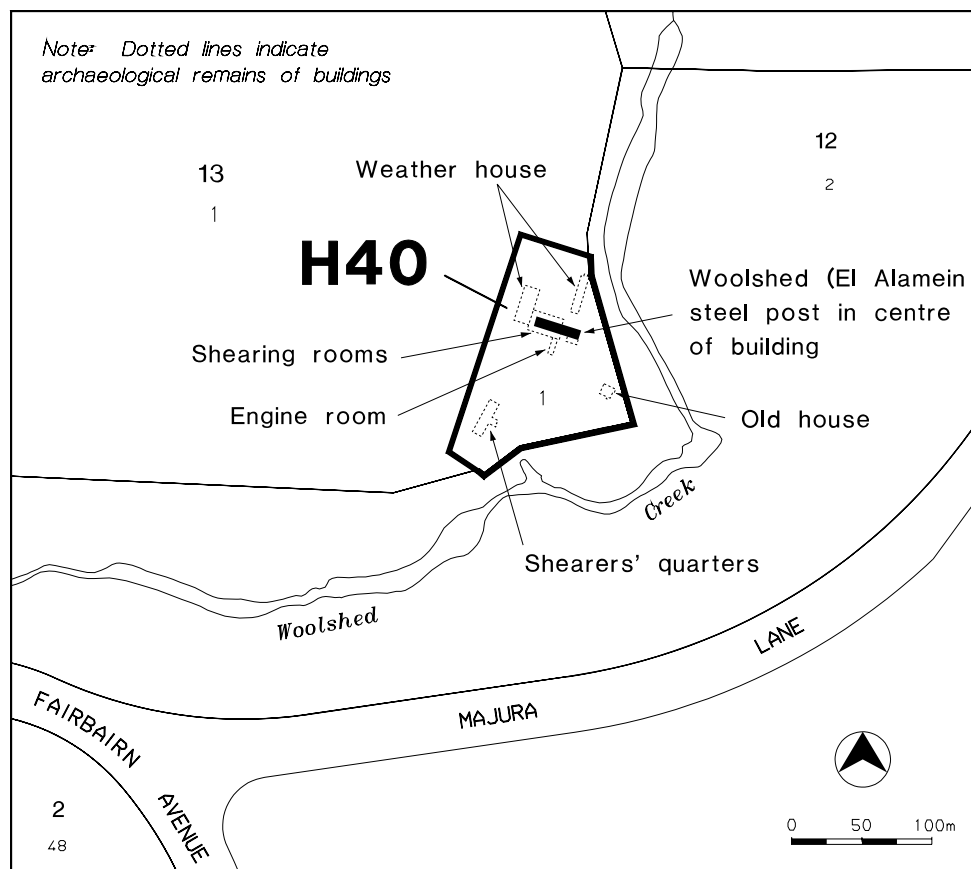 Note: Dotted lines indicate
archaeological remains of buildings
12
2
13
1
Weather house
H40
Woolshed (El Alamein
steel post in centre
of building
Shearing rooms
Engine room
1
Old house
Creek
Shearers' quarters
Woolshed
LANE
MAJURA
FAIRBAIRN
AVENUE
2
48
0 50 100m